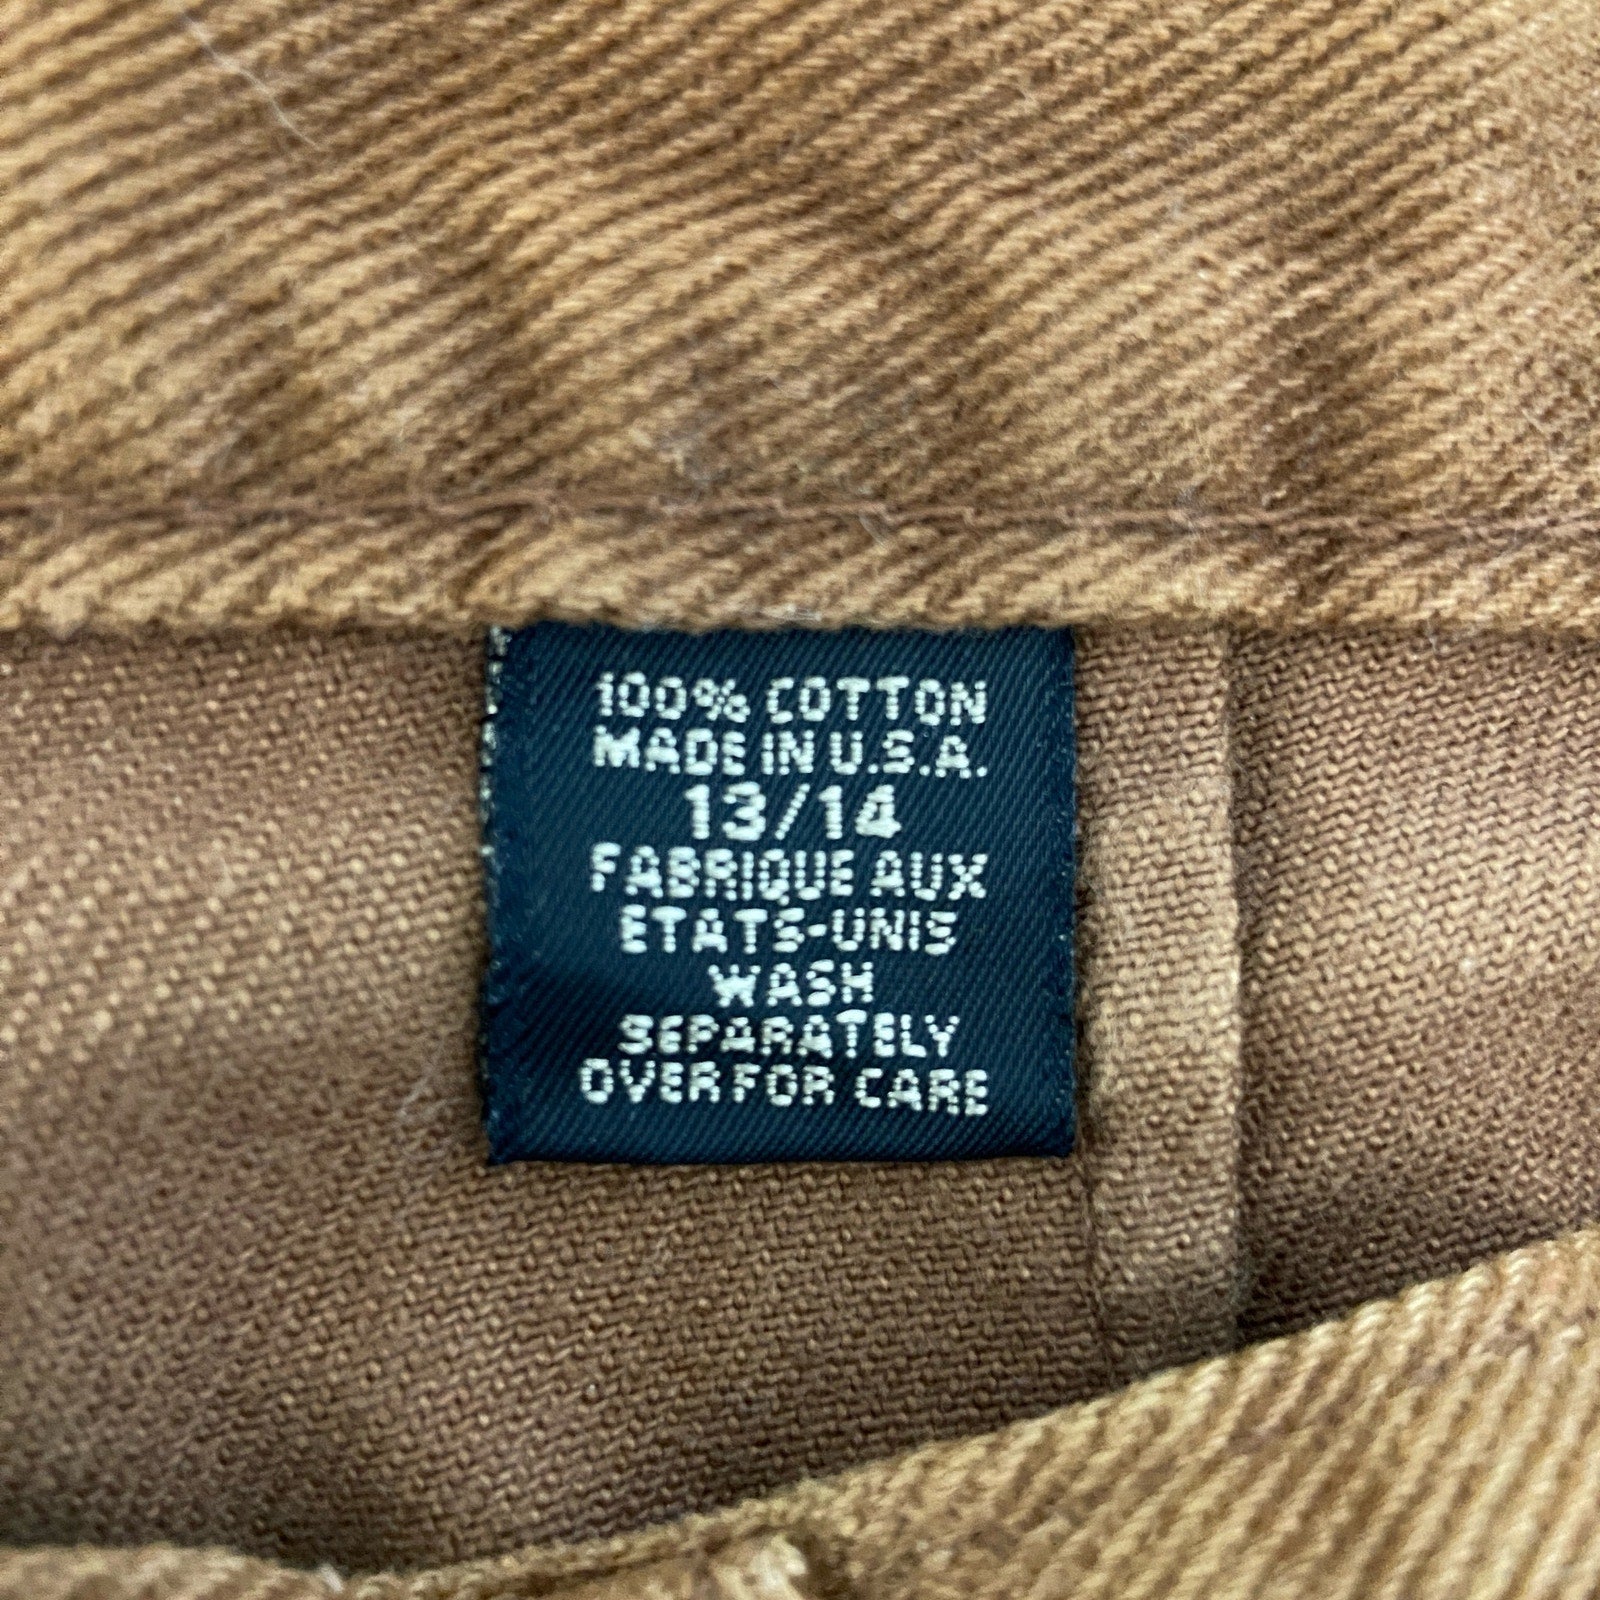 100% COTTON
MADE IN U.S.A.
13/14
FABRIQUE AUX
ETATS-UNIS
WASH
SEPARATELY
OVER FOR CARE